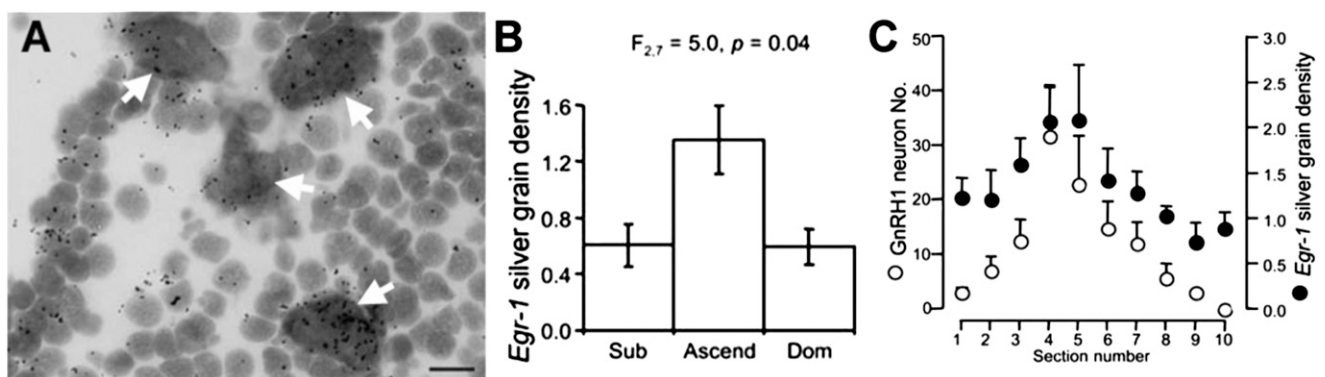 A
B
F2,7 = 5.0, p = 0.04
Egr-1 silver grain density
1.6
1.2
0.8
0.4
0.0
Sub Ascend Dom
C
GnRH1 neuron No.
50
40
30
20
10
0
3.0
2.5
2.0
1.5
1.0
0.5
0.0
Egr-1 silver grain density
1 2 3 4 5 6 7 8 9 10
Section number